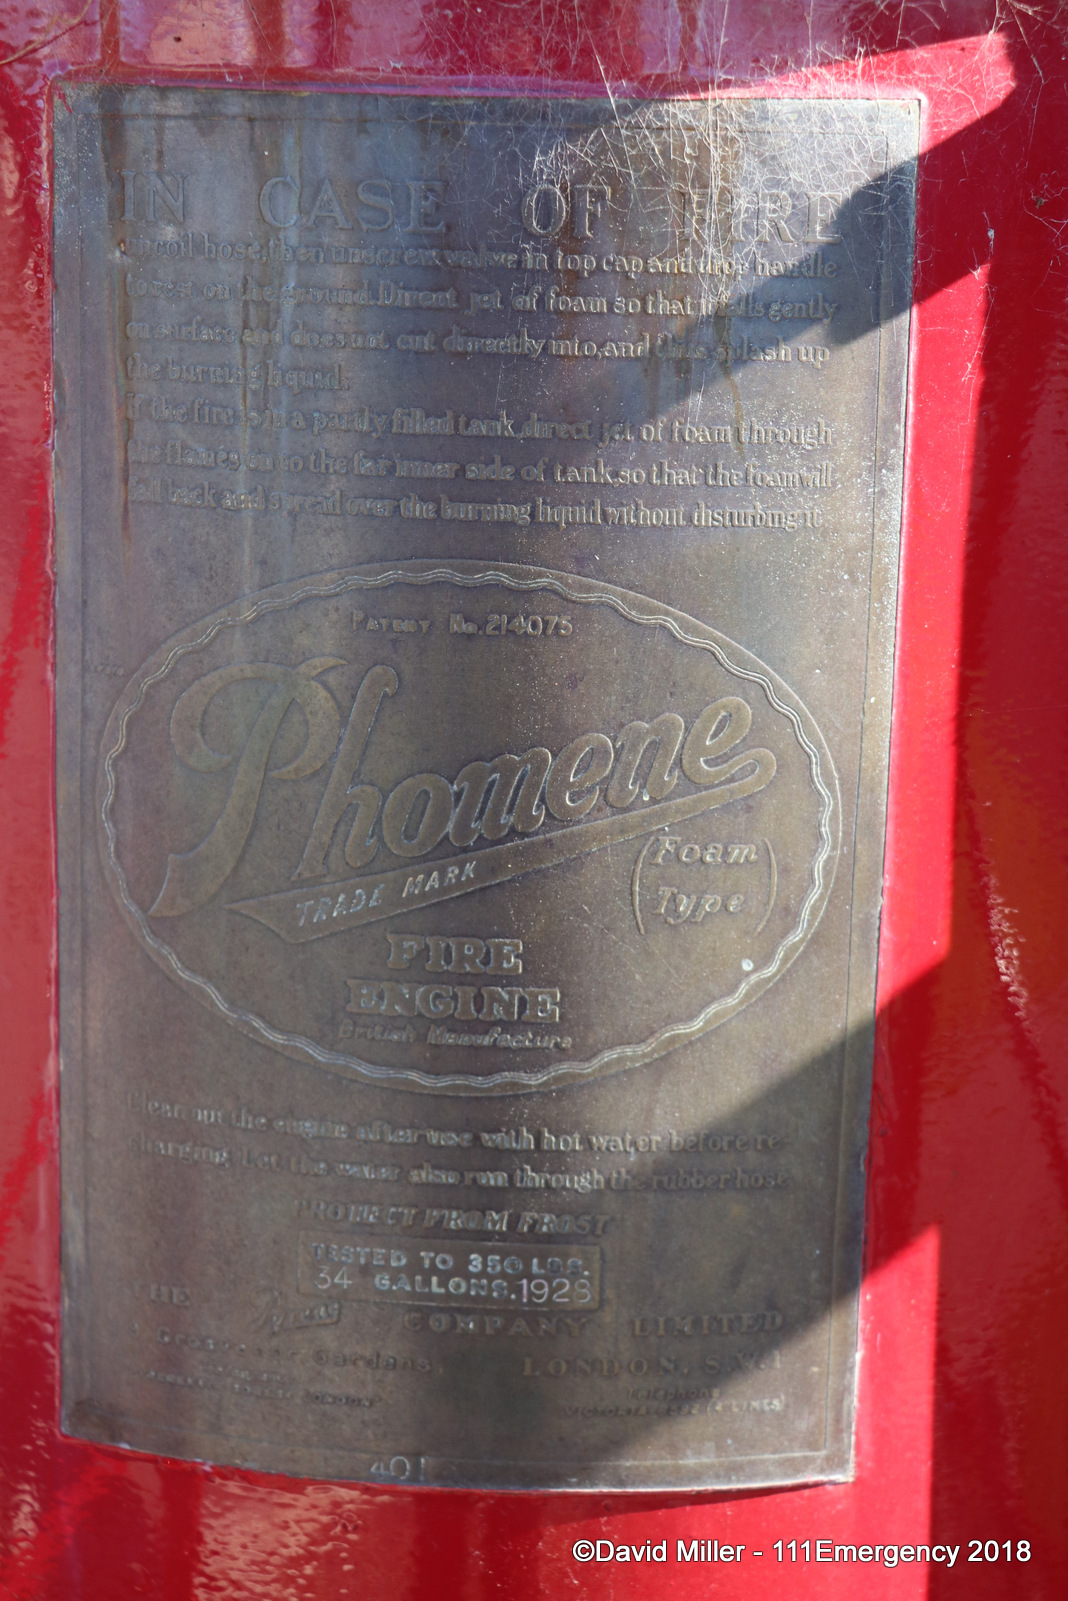 IN CASE OF FIRE
uncoil hose, then unscrew valve in top cap and drop handle
to rest on the ground. Direct jet of foam so that it falls gently
on surface and does not cut directly into, and thus splash up
the burning liquid.
If the fire is in a partly filled tank, direct jet of foam through
the flames on to the far inner side of tank, so that the foam will
fall back and spread over the burning liquid without disturbing it.
PATENT No. 214075
Phomene
TRADE MARK
(Foam
Type)
FIRE
ENGINE
British Manufacture
Clean out the engine after use with hot water before re-
charging. Let the water also run through the rubber hose
PROTECT FROM FROST
TESTED TO 350 LBS.
34 GALLONS. 1928
THE Pyrene COMPANY LIMITED
Grosvenor Gardens, LONDON, S.W.1
Telephone
LONDON" VICTORIA LINES)
401
©David Miller - 111Emergency 2018